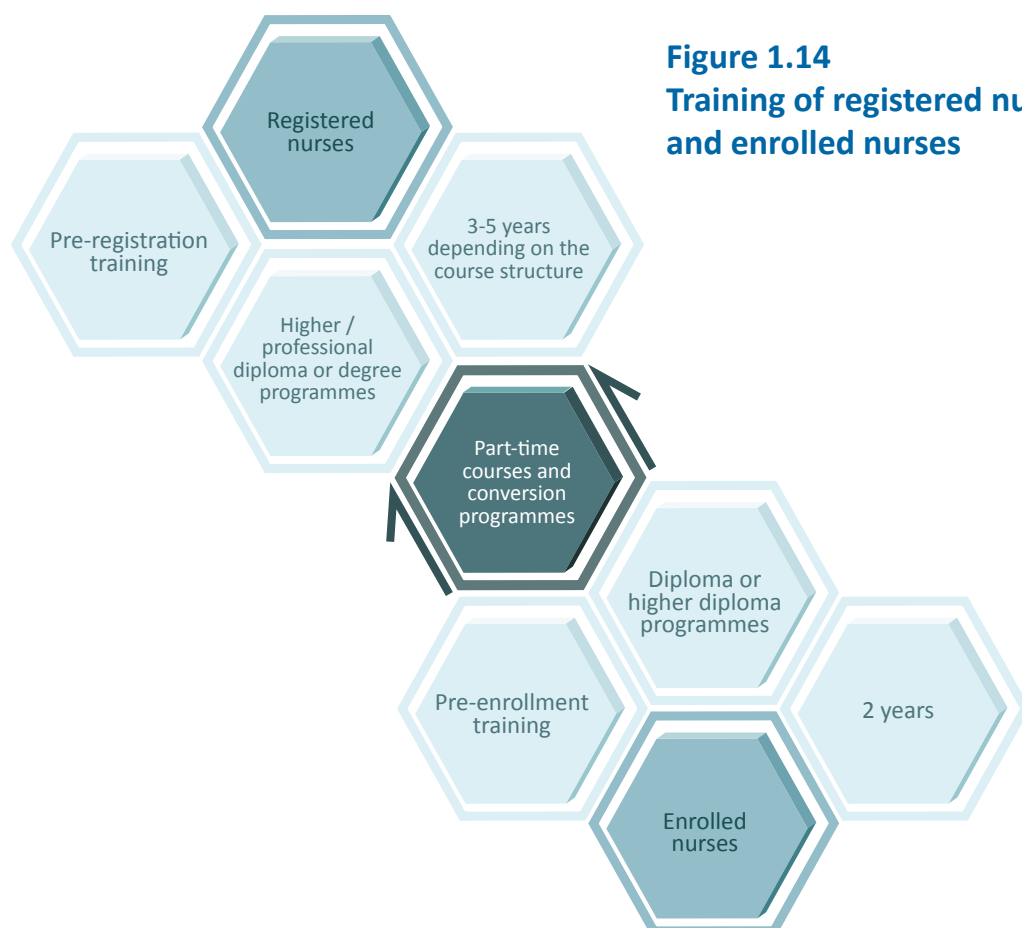 Figure 1.14
Training of registered
and enrolled nurses
Registered
nurses
Pre-registration
training
3-5 years
depending on the
course structure
Higher /
professional
diploma or degree
programmes
Part-time
courses and
conversion
programmes
Diploma or
higher diploma
programmes
Pre-enrollment
training
2 years
Enrolled
nurses